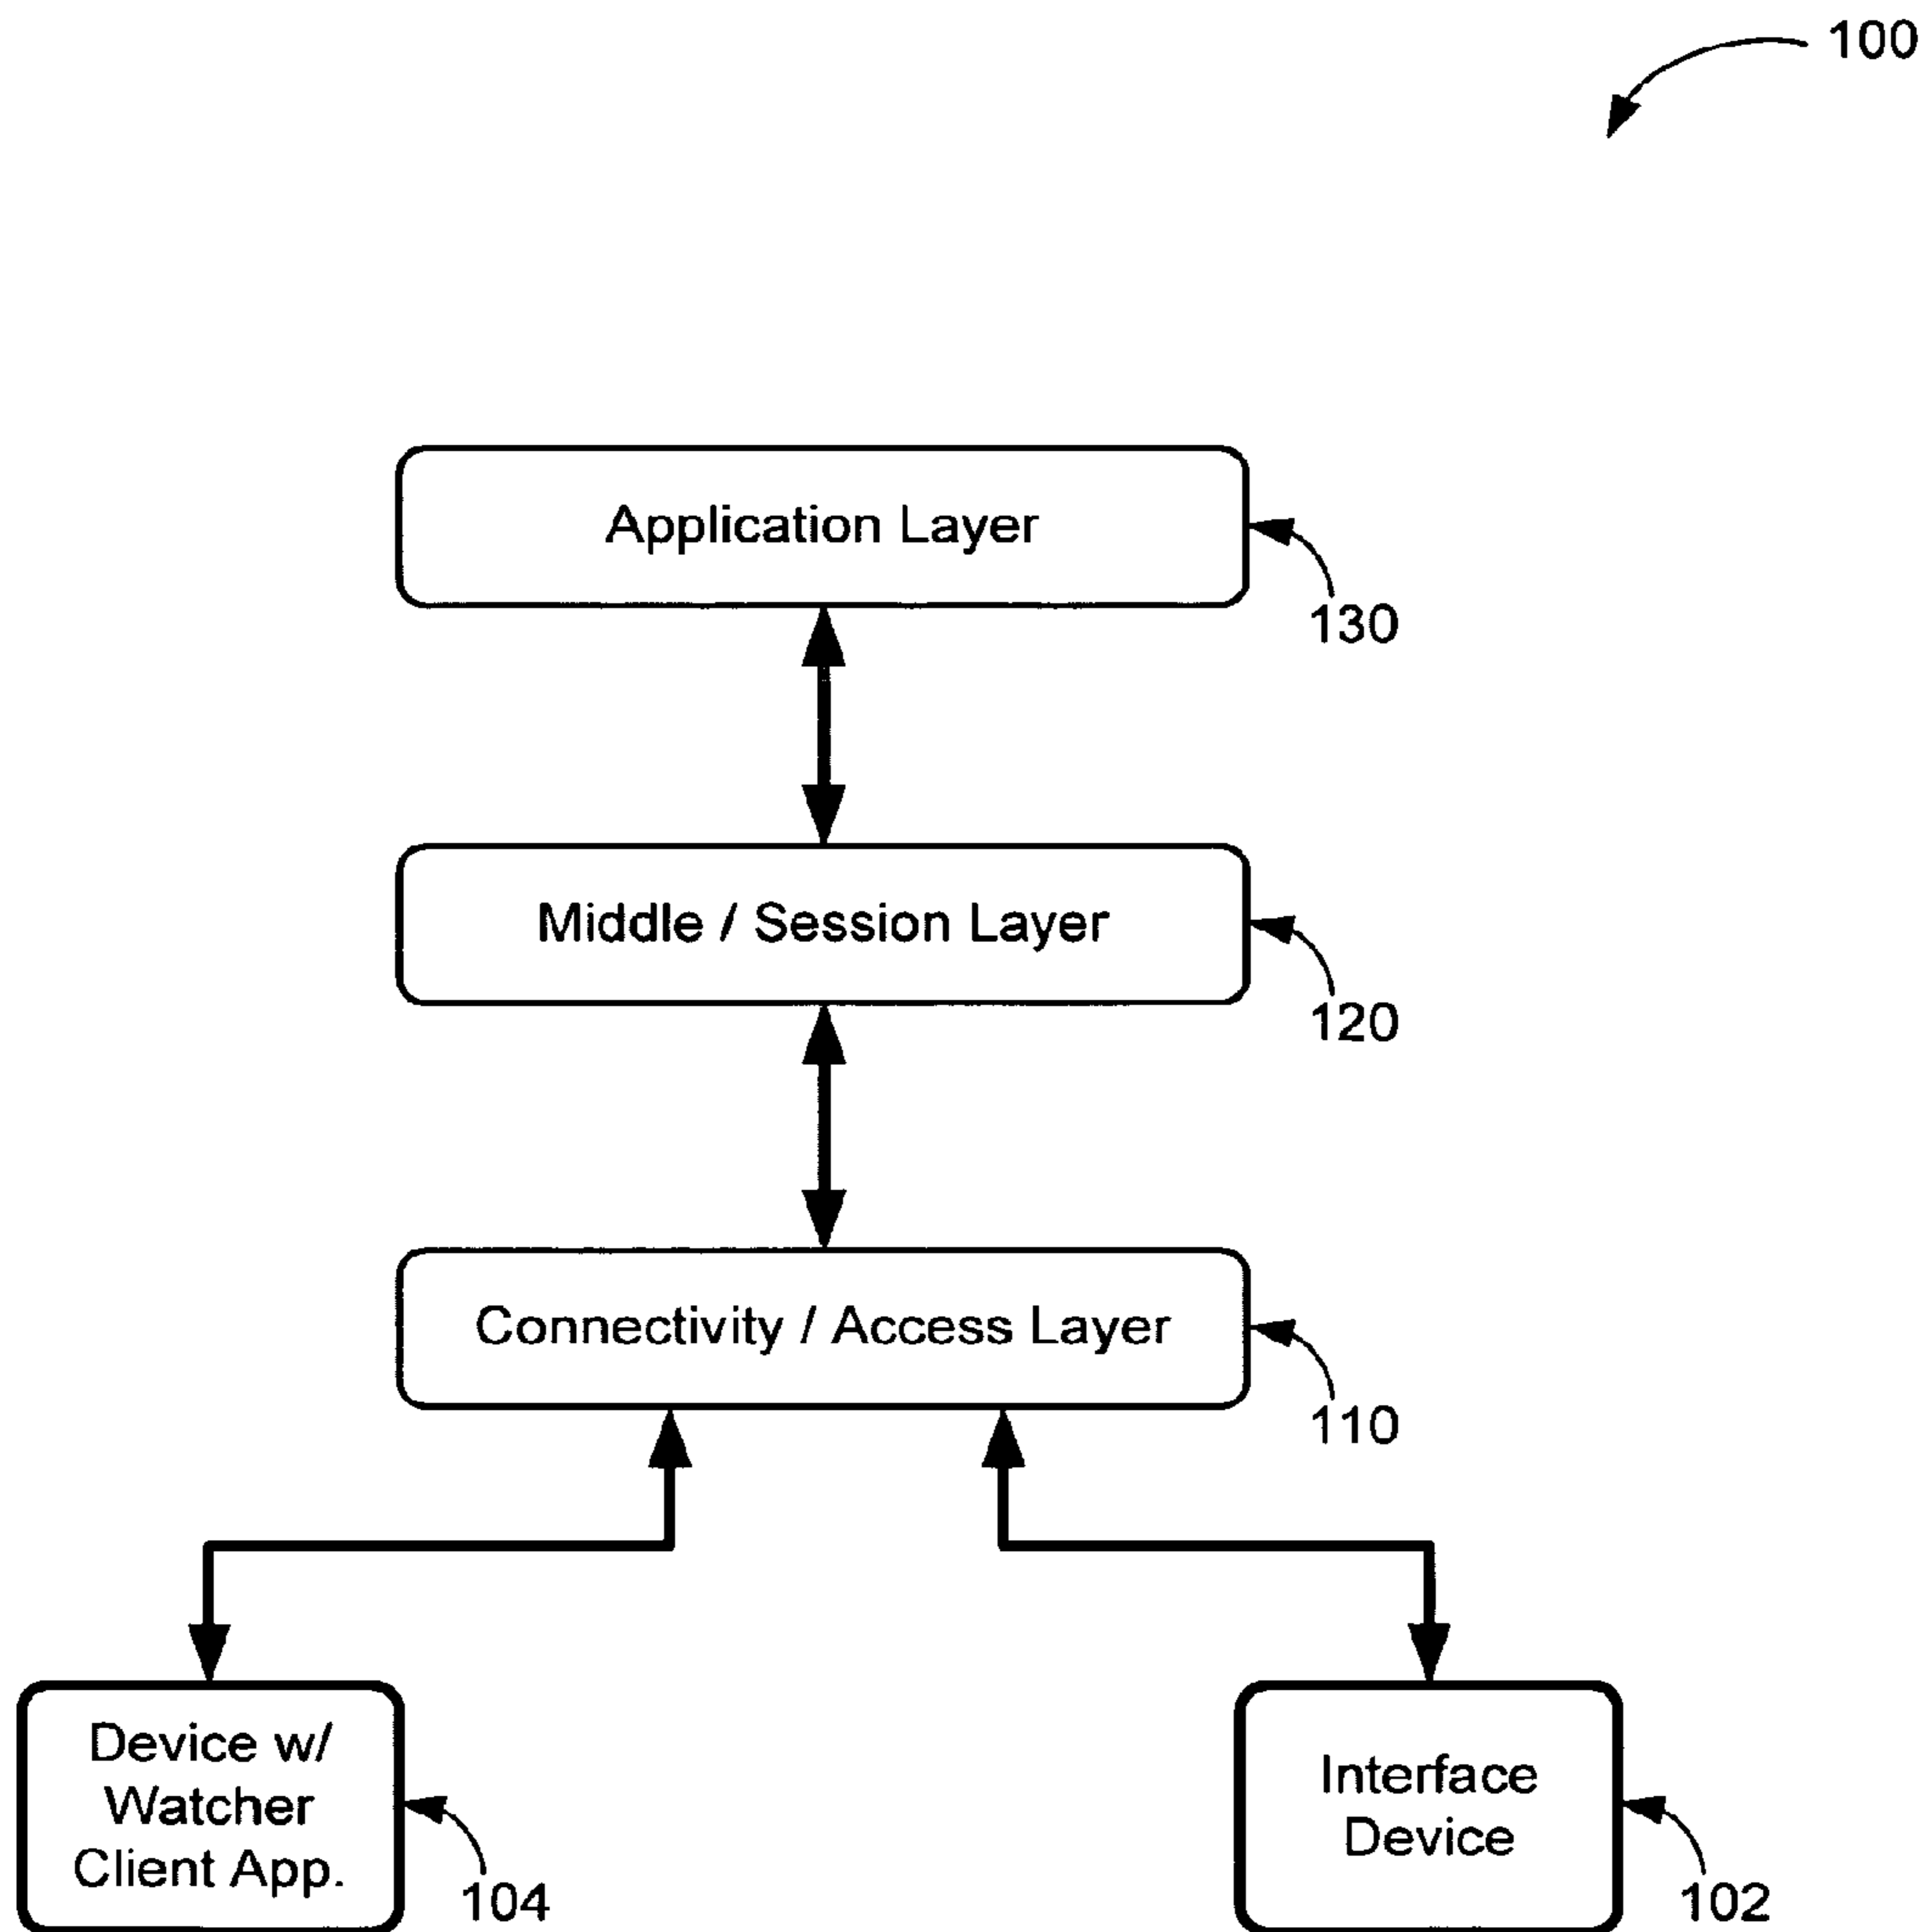 100
Application Layer
130
Middle / Session Layer
120
Connectivity / Access Layer
110
Device w/
Watcher
Client App.
104
Interface
Device
102